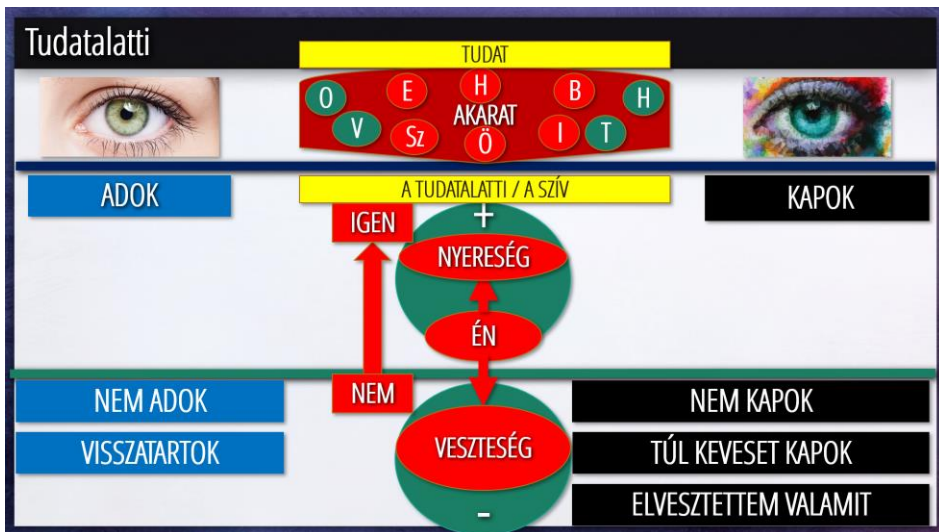 Tudatalatti
TUDAT
O E H B H
AKARAT
V Sz Ö I T
A TUDATALATTI / A SZÍV
ADOK
KAPOK
IGEN
+
NYERESÉG
ÉN
NEM
NEM ADOK
NEM KAPOK
VISSZATARTOK
VESZTESÉG
TÚL KEVESET KAPOK
ELVESZTETTEM VALAMIT
-